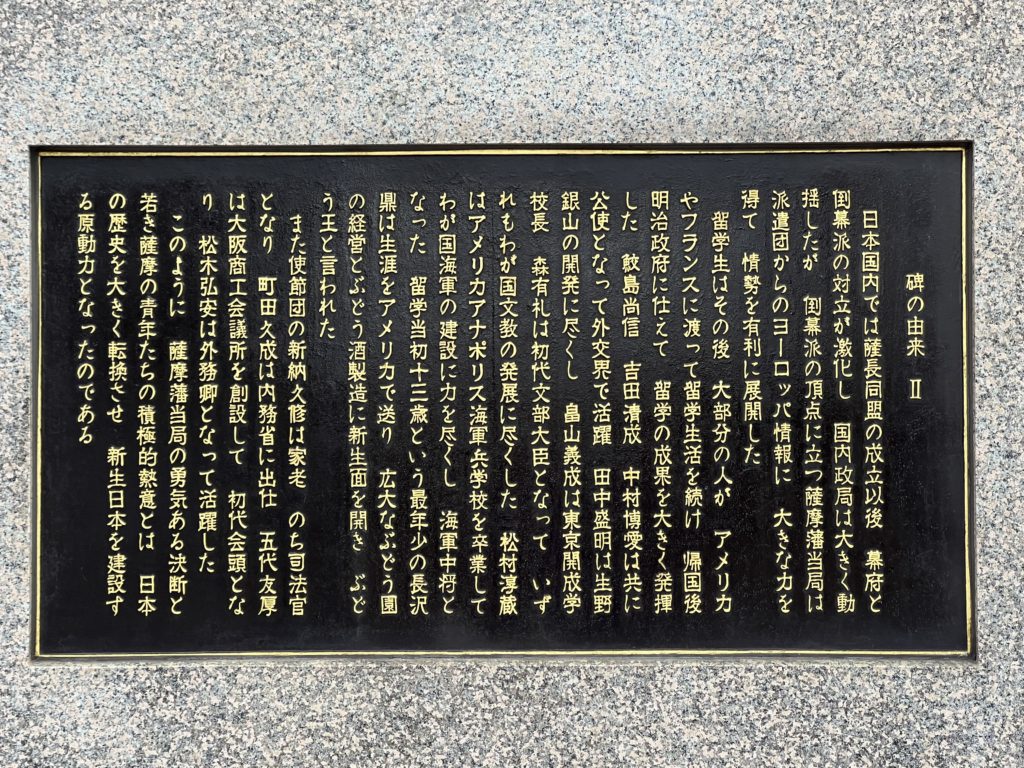 碑の由来 Ⅱ
日本国内では薩長同盟の成立以後 幕府と
倒幕派の対立が激化し 国内政局は大きく動
揺したが 倒幕派の頂点に立つ薩摩藩当局は
派遣団からのヨーロッパ情報に 大きな力を
得て 情勢を有利に展開した
留学生はその後 大部分の人が アメリカ
やフランスに渡って留学生活を続け 帰国後
明治政府に仕えて 留学の成果を大きく発揮
した 鮫島尚信 吉田清成 中村博愛は共に
公使となって外交界で活躍 田中盛明は生野
銀山の開発に尽くし 畠山義成は東京開成学
校長 森有礼は初代文部大臣となって いず
れもわが国文教の発展に尽くした 松村淳蔵
はアメリカアナポリス海軍兵学校を卒業して
わが国海軍の建設に力を尽くし 海軍中将と
なった 留学当初十三歳という最年少の長沢
鼎は生涯をアメリカで送り 広大なぶどう園
の経営とぶどう酒製造に新生面を開き ぶど
う王と言われた
また使節団の新納久修は家老 のち司法官
となり 町田久成は内務省に出仕 五代友厚
は大阪商工会議所を創設して 初代会頭とな
り 松木弘安は外務卿となって活躍した
このように 薩摩藩当局の勇気ある決断と
若き薩摩の青年たちの積極的熱意とは 日本
の歴史を大きく転換させ 新生日本を建設す
る原動力となったのである